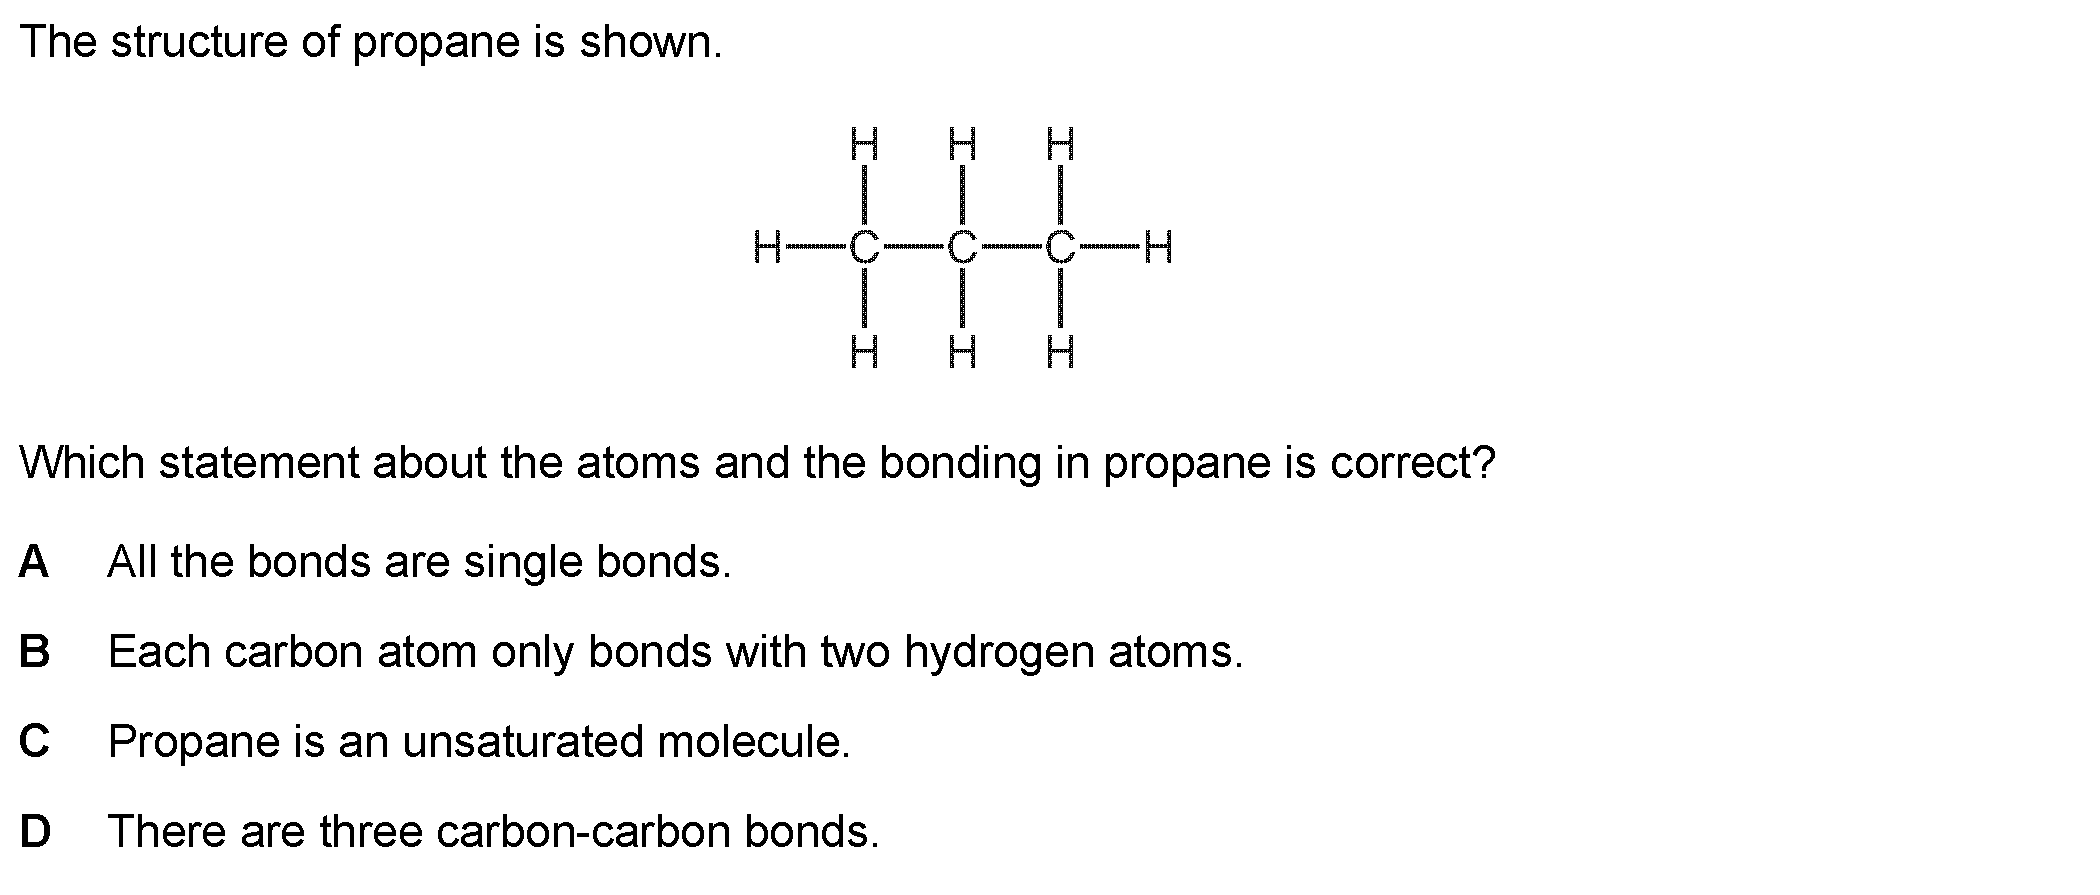 The structure of propane is shown.
H H H
H C C C H
H H H
Which statement about the atoms and the bonding in propane is correct?
A All the bonds are single bonds.
B Each carbon atom only bonds with two hydrogen atoms.
C Propane is an unsaturated molecule.
D There are three carbon-carbon bonds.